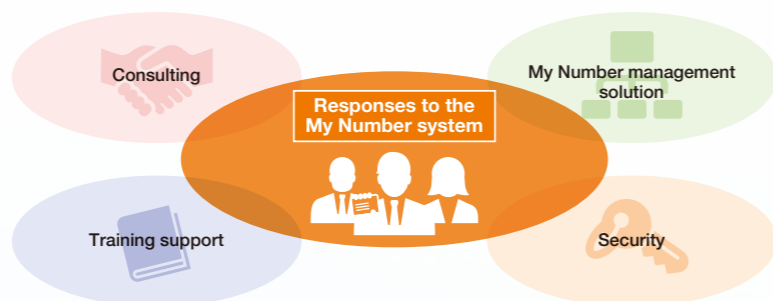 Consulting
My Number management
solution
Responses to the
My Number system
Training support
Security